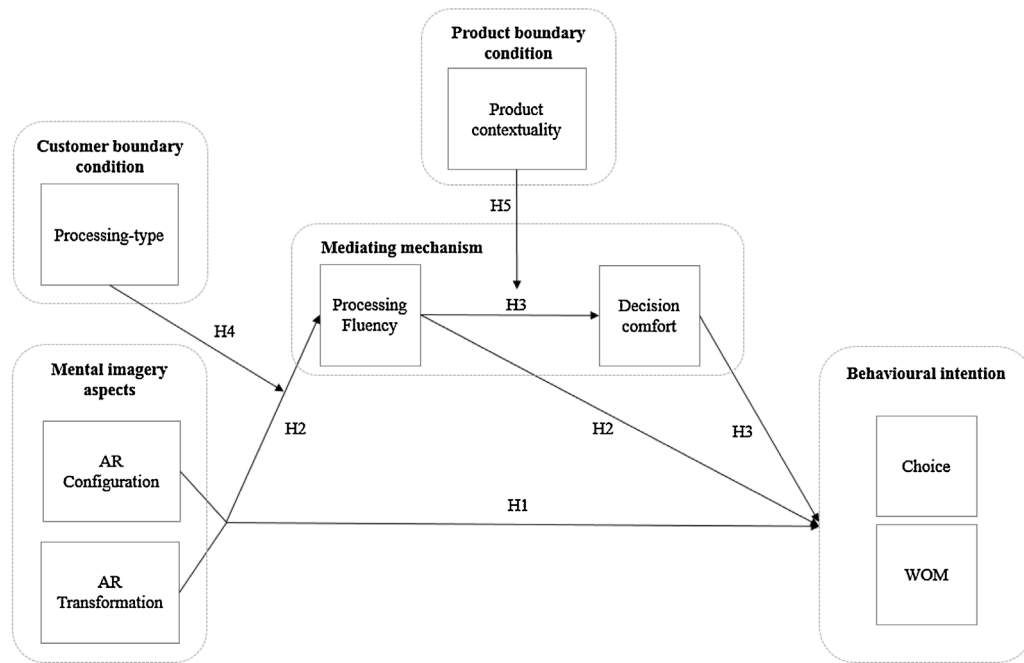 Product boundary
condition
Product
contextuality
Customer boundary
condition
Processing-type
H5
Mediating mechanism
Processing
Fluency
H3
Decision
comfort
H4
Mental imagery
aspects
AR
Configuration
AR
Transformation
H2
H2
H3
H1
Behavioural intention
Choice
WOM